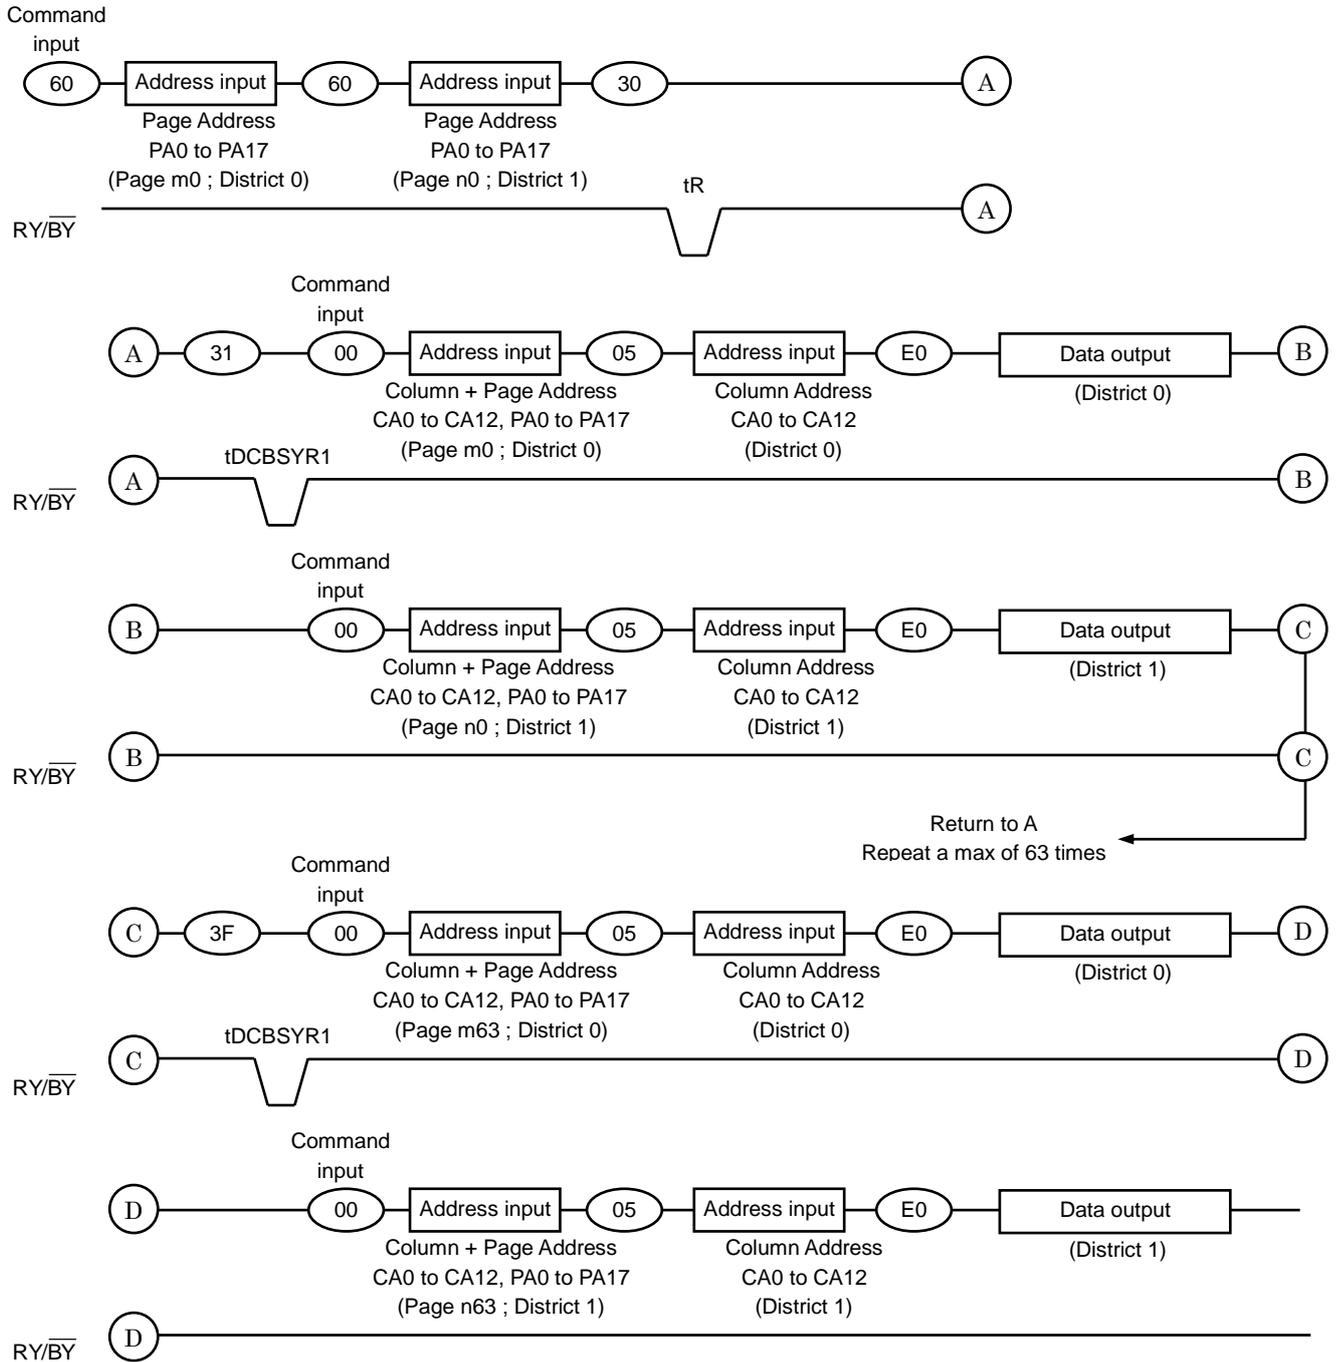 Command
input
60 Address input 60 Address input 30 A
Page Address Page Address
PA0 to PA17 PA0 to PA17
(Page m0 ; District 0) (Page n0 ; District 1)
tR
RY/BY A
Command
input
A 31 00 Address input 05 Address input E0 Data output B
Column + Page Address Column Address (District 0)
CA0 to CA12, PA0 to PA17 CA0 to CA12
(Page m0 ; District 0) (District 0)
tDCBSYR1
RY/BY A B
Command
input
B 00 Address input 05 Address input E0 Data output C
Column + Page Address Column Address (District 1)
CA0 to CA12, PA0 to PA17 CA0 to CA12
(Page n0 ; District 1) (District 1)
RY/BY B C
Return to A
Repeat a max of 63 times
Command
input
C 3F 00 Address input 05 Address input E0 Data output D
Column + Page Address Column Address (District 0)
CA0 to CA12, PA0 to PA17 CA0 to CA12
(Page m63 ; District 0) (District 0)
tDCBSYR1
RY/BY C D
Command
input
D 00 Address input 05 Address input E0 Data output
Column + Page Address Column Address (District 1)
CA0 to CA12, PA0 to PA17 CA0 to CA12
(Page n63 ; District 1) (District 1)
RY/BY D